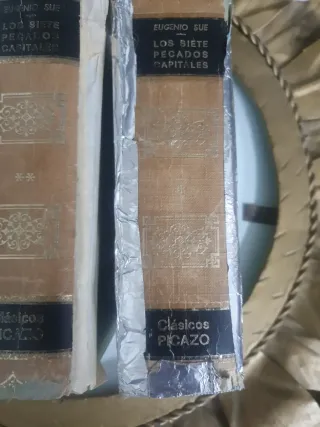 EUGENIO SUE
LOS SIETE
PECADOS
CAPITALES
**
Clásicos
PICAZO
EUGENIO SUE
LOS SIETE
PECADOS
CAPITALES
*
Clásicos
PICAZO